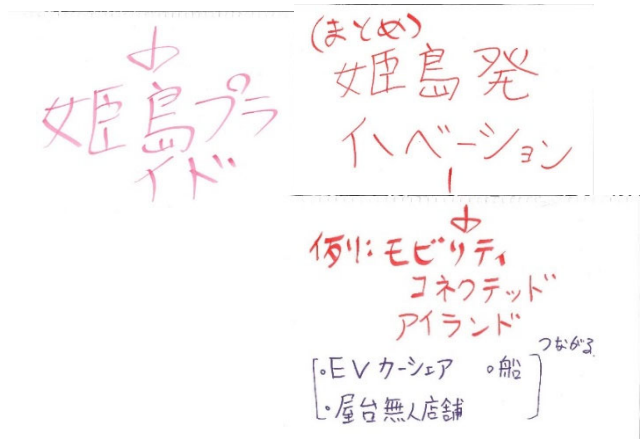 姫島プラ
イド
(まとめ)
姫島発
イノベーション
例:モビリティ
コネクテッド
アイランド
・EVカーシェア ・船
・屋台無人店舗
つながる